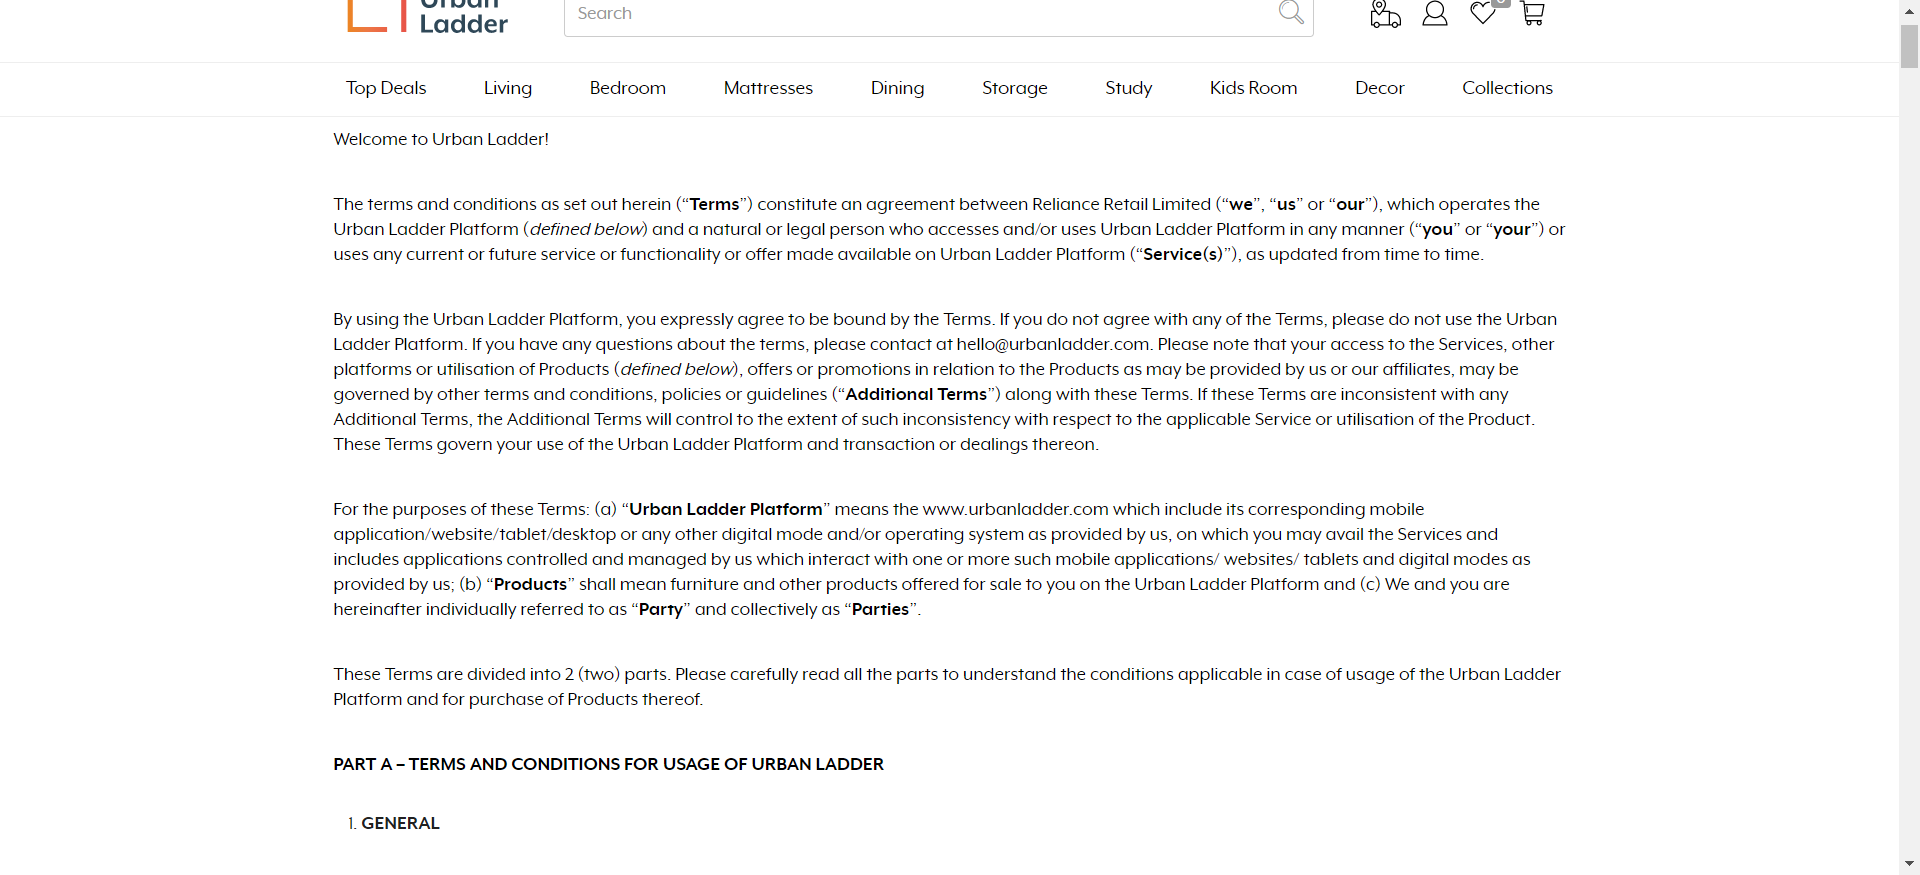 Urban
Ladder
Search
Top Deals
Living
Bedroom
Mattresses
Dining
Storage
Study
Kids Room
Decor
Collections
Welcome to Urban Ladder!
The terms and conditions as set out herein (“Terms”) constitute an agreement between Reliance Retail Limited (“we”, “us” or “our”), which operates the
Urban Ladder Platform (defined below) and a natural or legal person who accesses and/or uses Urban Ladder Platform in any manner (“you” or “your”) or
uses any current or future service or functionality or offer made available on Urban Ladder Platform (“Service(s)”), as updated from time to time.
By using the Urban Ladder Platform, you expressly agree to be bound by the Terms. If you do not agree with any of the Terms, please do not use the Urban
Ladder Platform. If you have any questions about the terms, please contact at hello@urbanladder.com. Please note that your access to the Services, other
platforms or utilisation of Products (defined below), offers or promotions in relation to the Products as may be provided by us or our affiliates, may be
governed by other terms and conditions, policies or guidelines (“Additional Terms”) along with these Terms. If these Terms are inconsistent with any
Additional Terms, the Additional Terms will control to the extent of such inconsistency with respect to the applicable Service or utilisation of the Product.
These Terms govern your use of the Urban Ladder Platform and transaction or dealings thereon.
For the purposes of these Terms: (a) “Urban Ladder Platform” means the www.urbanladder.com which include its corresponding mobile
application/website/tablet/desktop or any other digital mode and/or operating system as provided by us, on which you may avail the Services and
includes applications controlled and managed by us which interact with one or more such mobile applications/ websites/ tablets and digital modes as
provided by us; (b) “Products” shall mean furniture and other products offered for sale to you on the Urban Ladder Platform and (c) We and you are
hereinafter individually referred to as “Party” and collectively as “Parties”.
These Terms are divided into 2 (two) parts. Please carefully read all the parts to understand the conditions applicable in case of usage of the Urban Ladder
Platform and for purchase of Products thereof.
PART A – TERMS AND CONDITIONS FOR USAGE OF URBAN LADDER
1. GENERAL